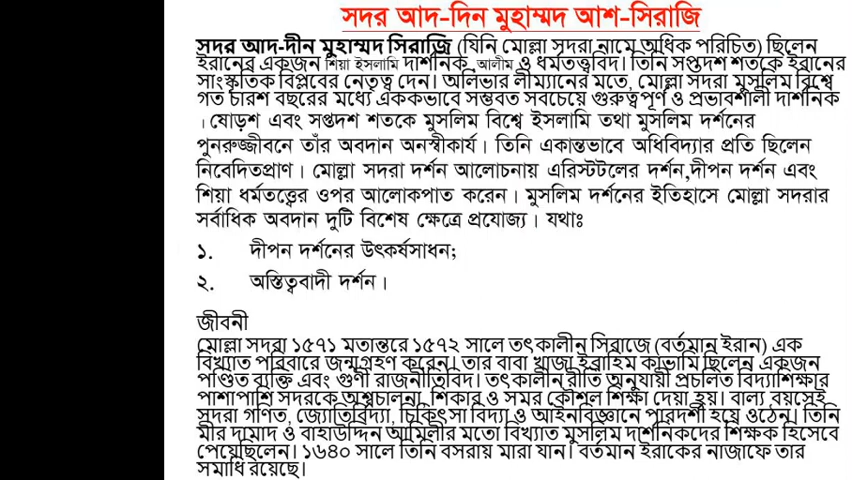 সদর আদ-দিন মুহাম্মদ আশ-সিরাজি
সদর আদ-দীন মুহাম্মদ সিরাজি (যিনি মোল্লা সদরা নামে অধিক পরিচিত) ছিলেন
ইরানের একজন শিয়া ইসলামি দার্শনিক ,আলীম ও ধর্মতত্ত্ববিদ। তিনি সপ্তদশ শতকে ইরানের
সাংস্কৃতিক বিপ্লবের নেতৃত্ব দেন। অলিভার লীম্যানের মতে, মোল্লা সদরা মুসলিম বিশ্বে
গত চারশ বছরের মধ্যে এককভাবে সম্ভবত সবচেয়ে গুরুত্বপূর্ণ ও প্রভাবশালী দার্শনিক
। ষোড়শ এবং সপ্তদশ শতকে মুসলিম বিশ্বে ইসলামি তথা মুসলিম দর্শনের
পুনরুজ্জীবনে তাঁর অবদান অনস্বীকার্য। তিনি একান্তভাবে অধিবিদ্যার প্রতি ছিলেন
নিবেদিতপ্রাণ। মোল্লা সদরা দর্শন আলোচনায় এরিস্টটলের দর্শন,দীপন দর্শন এবং
শিয়া ধর্মতত্ত্বের ওপর আলোকপাত করেন। মুসলিম দর্শনের ইতিহাসে মোল্লা সদরার
সর্বাধিক অবদান দুটি বিশেষ ক্ষেত্রে প্রযোজ্য। যথাঃ
১. দীপন দর্শনের উৎকর্ষসাধন;
২. অস্তিত্ববাদী দর্শন।
জীবনী
মোল্লা সদরা ১৫৭১ মতান্তরে ১৫৭২ সালে তৎকালীন সিরাজে (বর্তমান ইরান) এক
বিখ্যাত পরিবারে জন্মগ্রহণ করেন। তার বাবা খাজা ইব্রাহিম কাভামি ছিলেন একজন
পণ্ডিত ব্যক্তি এবং গুণী রাজনীতিবিদ। তৎকালীন রীতি অনুযায়ী প্রচলিত বিদ্যাশিক্ষার
পাশাপাশি সদরকে অশ্বচালনা, শিকার ও সমর কৌশল শিক্ষা দেয়া হয়। বাল্য বয়সেই
সদরা গণিত, জ্যোতির্বিদ্যা, চিকিৎসা বিদ্যা ও আইনবিজ্ঞানে পারদর্শী হয়ে ওঠেন। তিনি
মীর দামাদ ও বাহাউদ্দিন আমিলীর মতো বিখ্যাত মুসলিম দার্শনিকদের শিক্ষক হিসেবে
পেয়েছিলেন। ১৬৪০ সালে তিনি বসরায় মারা যান। বর্তমান ইরাকের নাজাফে তার
সমাধি রয়েছে।